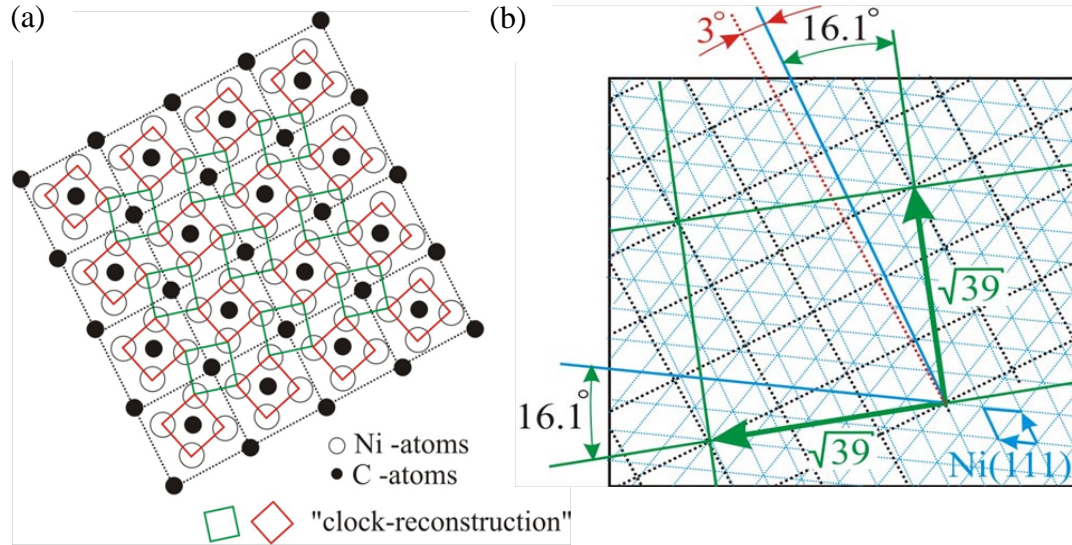 (a)
Ni -atoms
C -atoms
"clock-reconstruction"
(b)
3°
16.1°
√39
16.1°
√39
Ni(111)